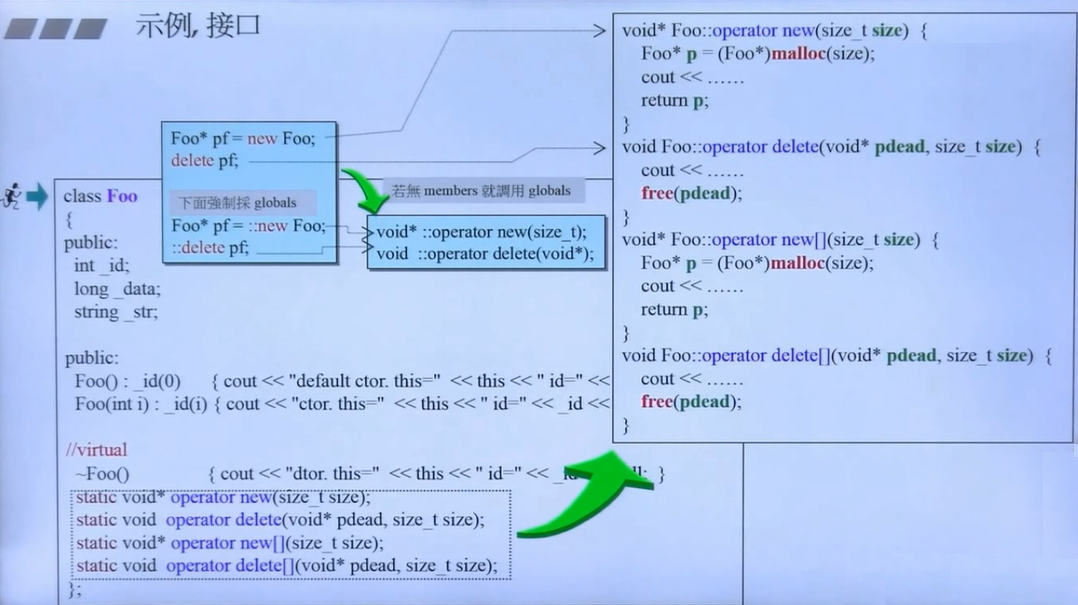 示例, 接口
Foo* pf = new Foo;
delete pf;
下面強制採 globals
Foo* pf = ::new Foo;
::delete pf;
若無 members 就調用 globals
void* ::operator new(size_t);
void ::operator delete(void*);
void* Foo::operator new(size_t size) {
Foo* p = (Foo*)malloc(size);
cout << ……
return p;
}
void Foo::operator delete(void* pdead, size_t size) {
cout << ……
free(pdead);
}
void* Foo::operator new[](size_t size) {
Foo* p = (Foo*)malloc(size);
cout << ……
return p;
}
void Foo::operator delete[](void* pdead, size_t size) {
cout << ……
free(pdead);
}
class Foo
{
public:
int _id;
long _data;
string _str;
public:
Foo() : _id(0) { cout << "default ctor. this=" << this << " id=" <<
Foo(int i) : _id(i) { cout << "ctor. this=" << this << " id=" << _id <<
//virtual
~Foo() { cout << "dtor. this=" << this << " id=" << }
static void* operator new(size_t size);
static void operator delete(void* pdead, size_t size);
static void* operator new[](size_t size);
static void operator delete[](void* pdead, size_t size);
};